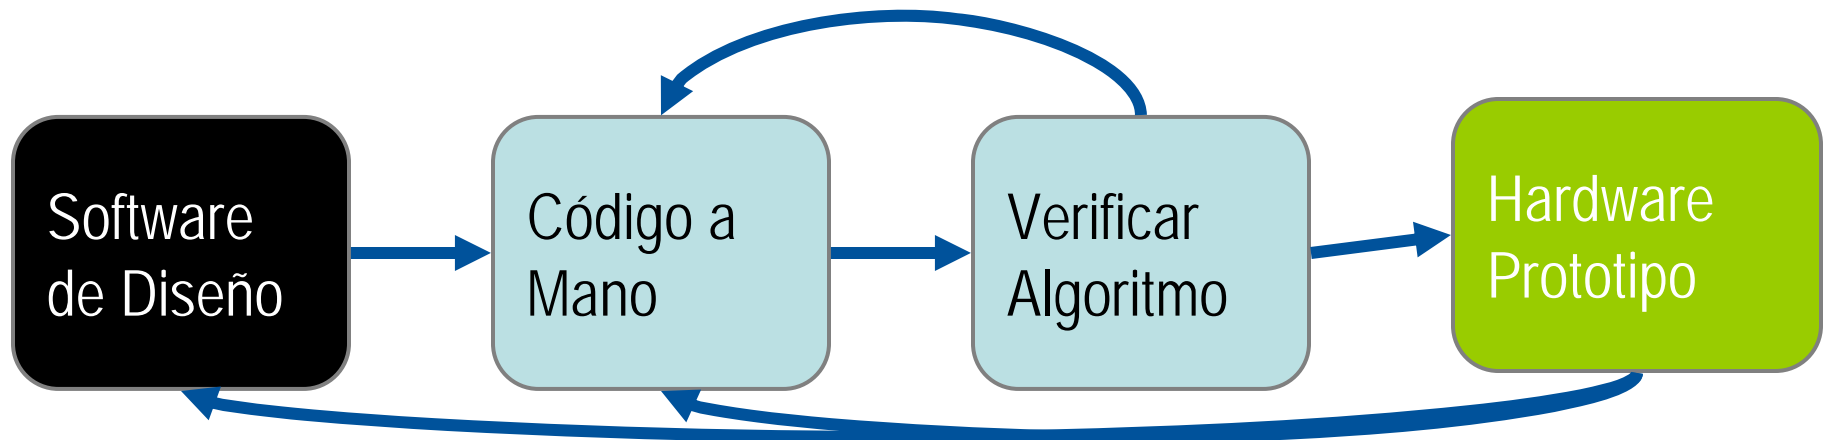 Software
de Diseño
Código a
Mano
Verificar
Algoritmo
Hardware
Prototipo